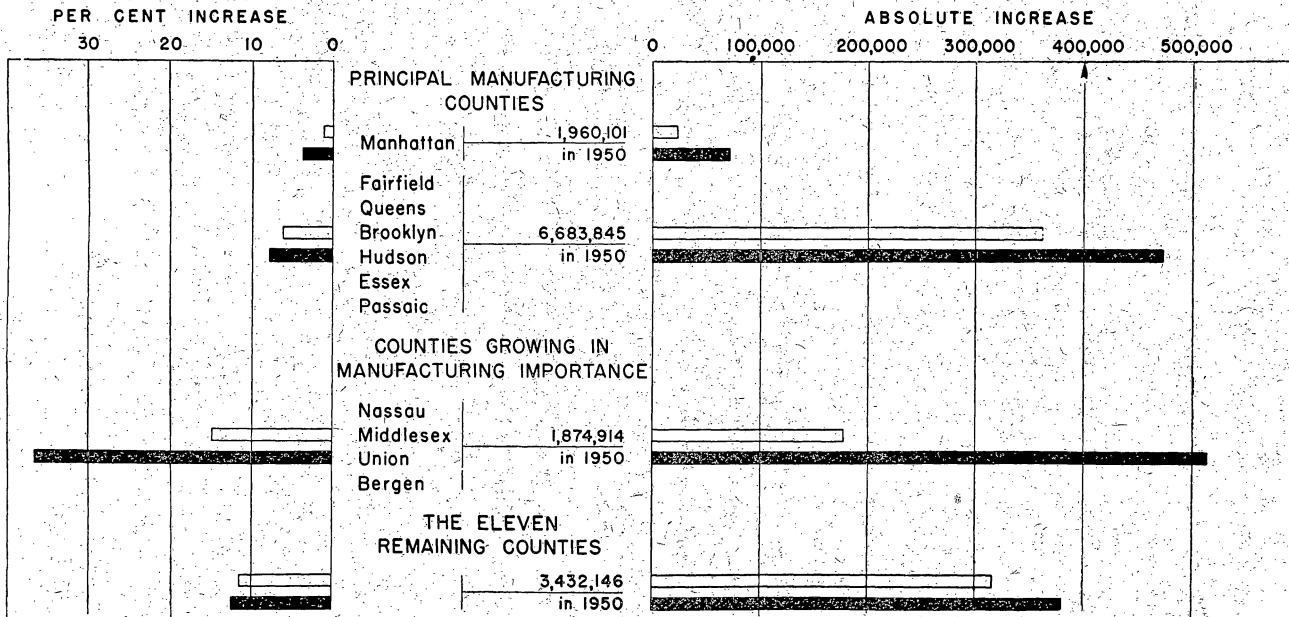 PER CENT INCREASE
ABSOLUTE INCREASE
30 20 10 0
0 100,000 200,000 300,000 400,000 500,000
PRINCIPAL MANUFACTURING
COUNTIES
Manhattan
1,960,101
in 1950
Fairfield
Queens
Brooklyn
Hudson
Essex
Passaic
6,683,845
in 1950
COUNTIES GROWING IN
MANUFACTURING IMPORTANCE
Nassau
Middlesex
Union
Bergen
1,874,914
in 1950
THE ELEVEN
REMAINING COUNTIES
3,432,146
in 1950